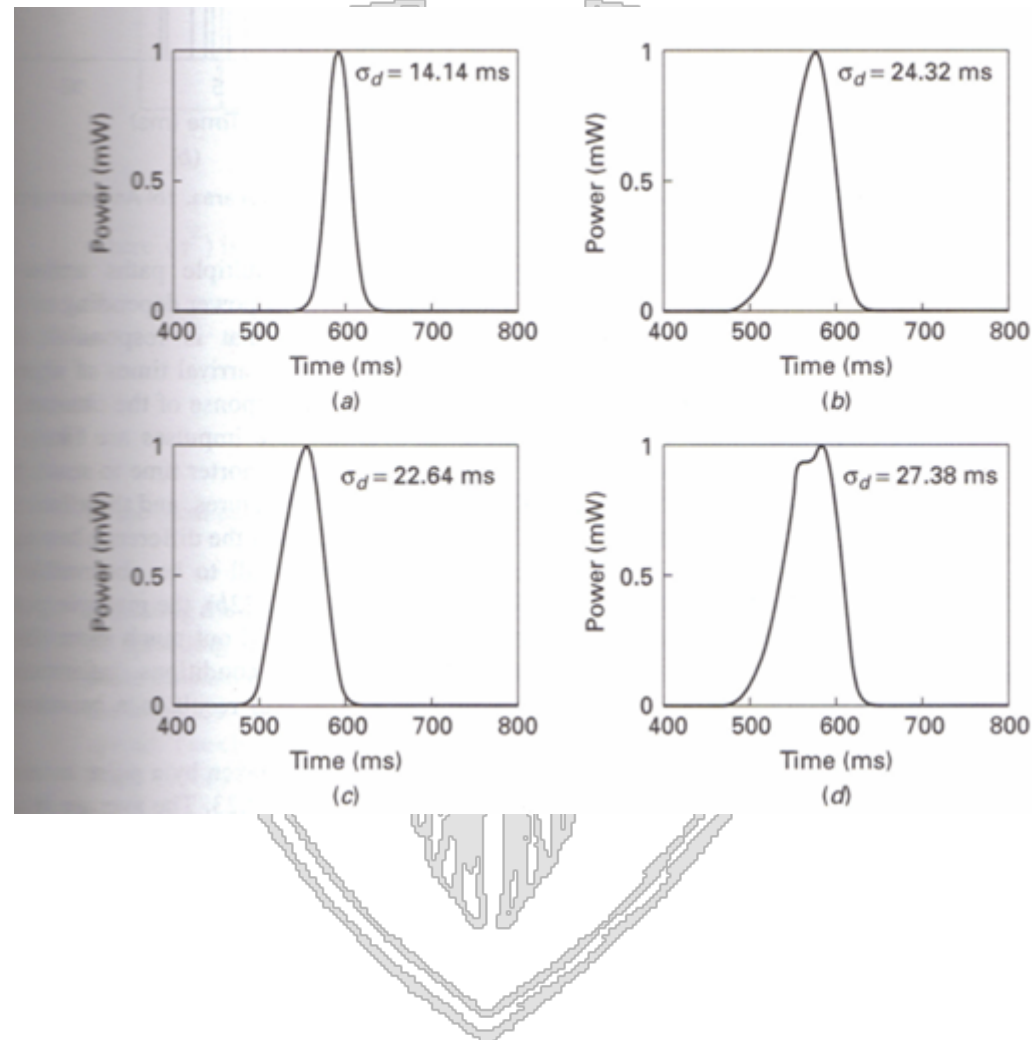 σd = 14.14 ms
Power (mW)
1
0.5
0
400 500 600 700 800
Time (ms)
(a)
σd = 24.32 ms
Power (mW)
1
0.5
0
400 500 600 700 800
Time (ms)
(b)
σd = 22.64 ms
Power (mW)
1
0.5
0
400 500 600 700 800
Time (ms)
(c)
σd = 27.38 ms
Power (mW)
1
0.5
0
400 500 600 700 800
Time (ms)
(d)